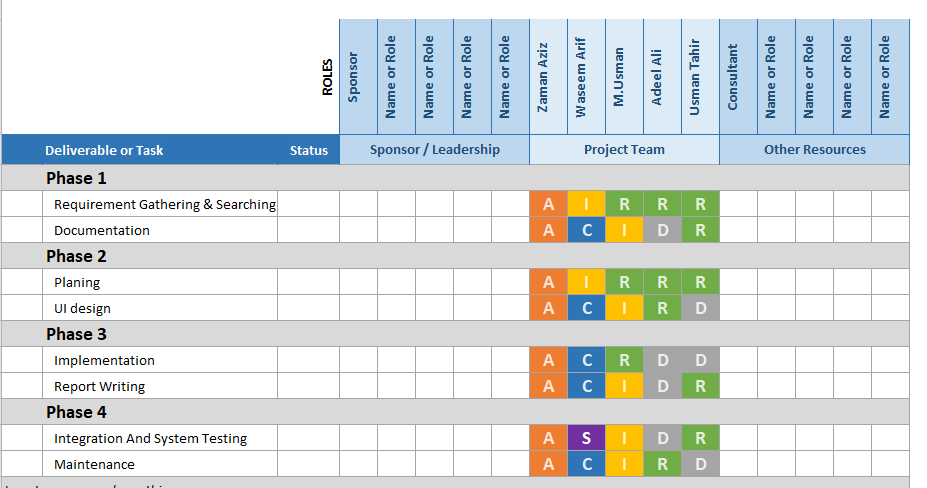 ROLES Sponsor Name or Role Name or Role Name or Role Name or Role Zaman Aziz Waseem Arif M.Usman Adeel Ali Usman Tahir Consultant Name or Role Name or Role Name or Role Name or Role
Deliverable or Task Status Sponsor / Leadership Project Team Other Resources
Phase 1
Requirement Gathering & Searching A I R R R
Documentation A C I D R
Phase 2
Planing A I R R R
UI design A C I R D
Phase 3
Implementation A C R D D
Report Writing A C I D R
Phase 4
Integration And System Testing A S I D R
Maintenance A C I R D